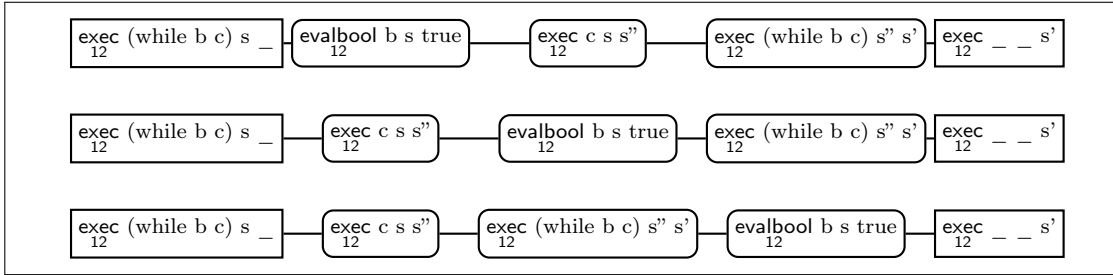 exec (while b c) s _ evalbool b s true exec c s s” exec (while b c) s” s’ exec _ _ s’
12 12 12 12 12
exec (while b c) s _ exec c s s” evalbool b s true exec (while b c) s” s’ exec _ _ s’
12 12 12 12 12
exec (while b c) s _ exec c s s” exec (while b c) s” s’ evalbool b s true exec _ _ s’
12 12 12 12 12